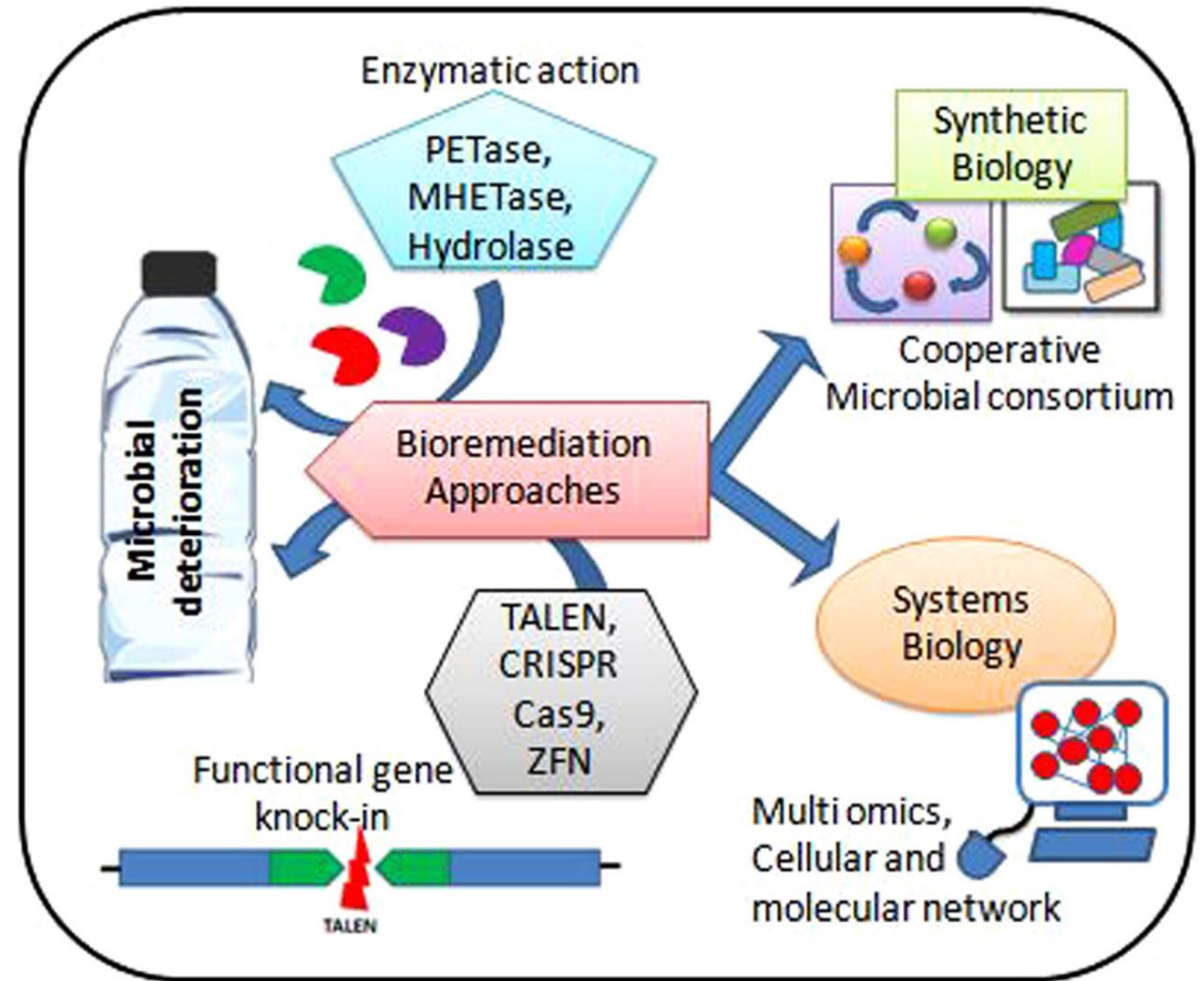 Enzymatic action
PETase,
MHETase,
Hydrolase
Synthetic
Biology
Cooperative
Microbial consortium
Microbial
deterioration
Bioremediation
Approaches
TALEN,
CRISPR
Cas9,
ZFN
Systems
Biology
Functional gene
knock-in
TALEN
Multi omics,
Cellular and
molecular network